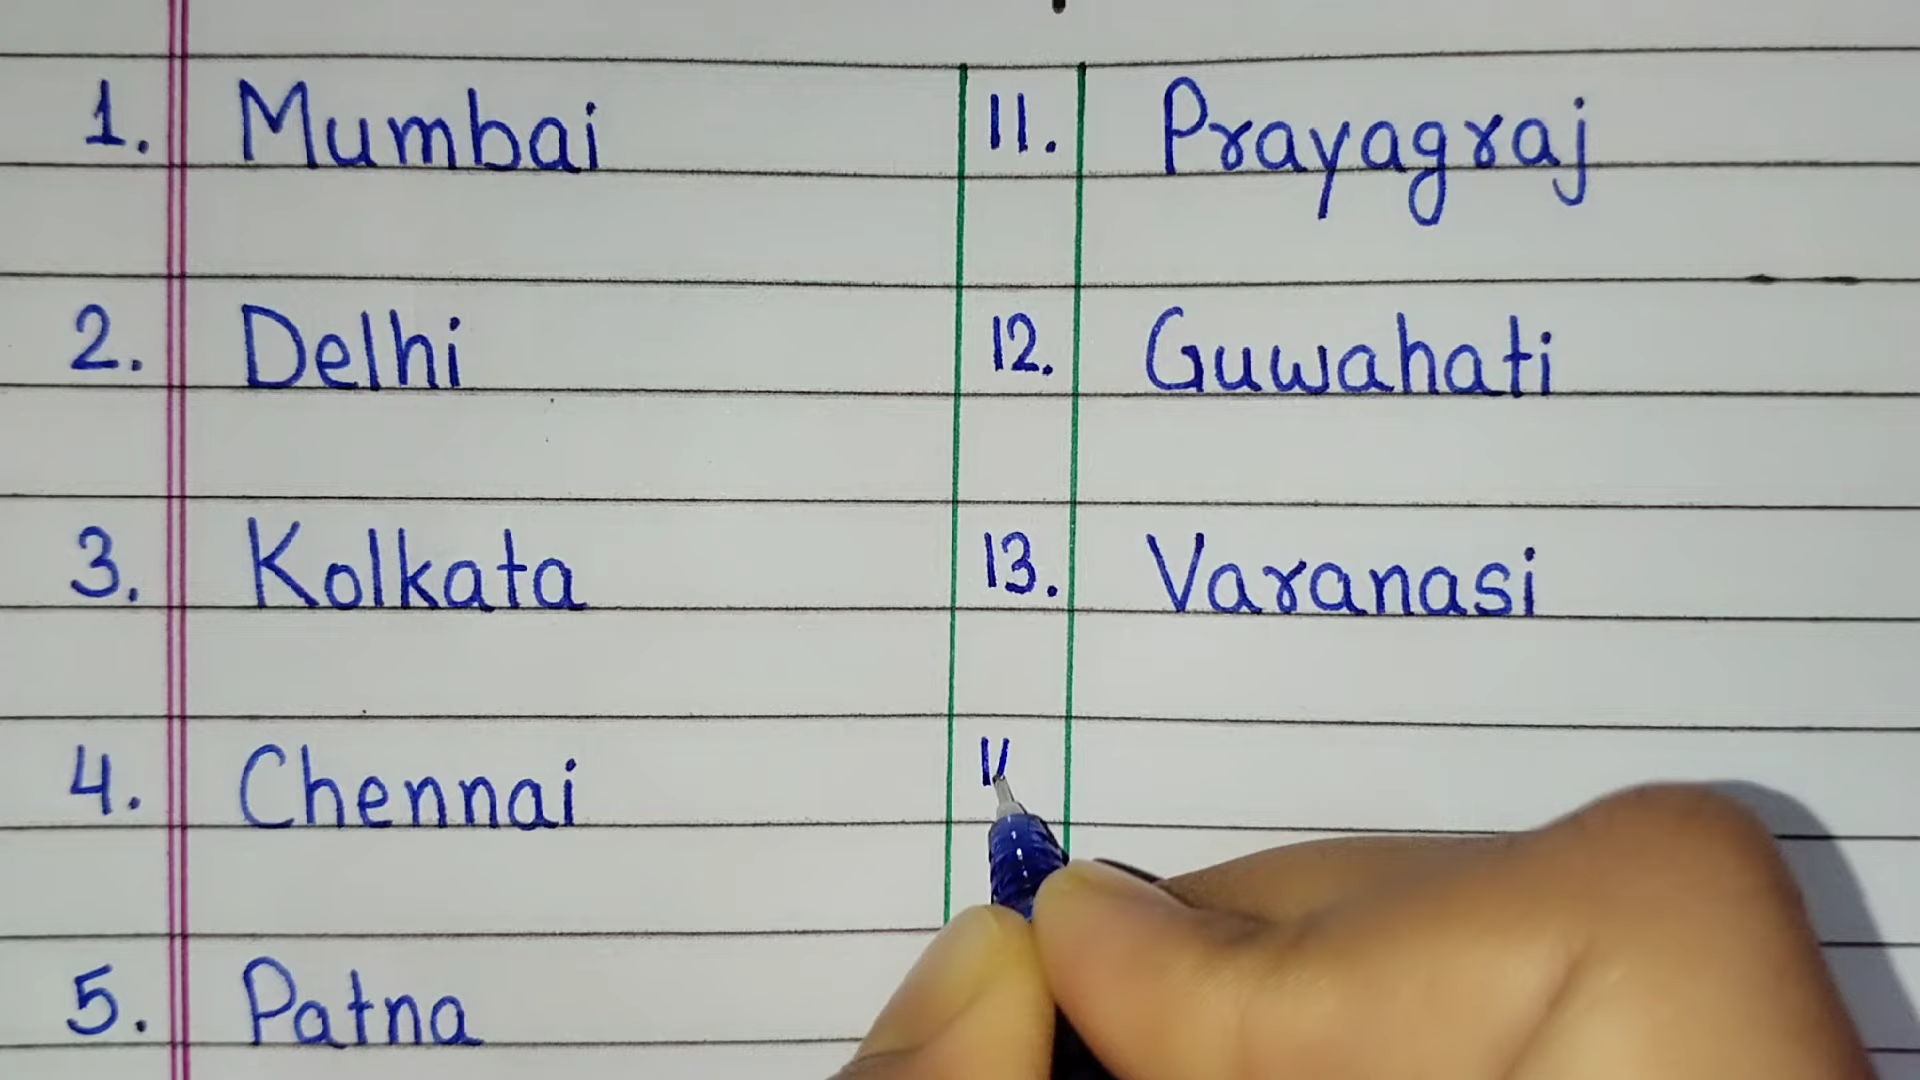 1. Mumbai
2. Delhi
3. Kolkata
4. Chennai
5. Patna
11. Prayagraj
12. Guwahati
13. Varanasi